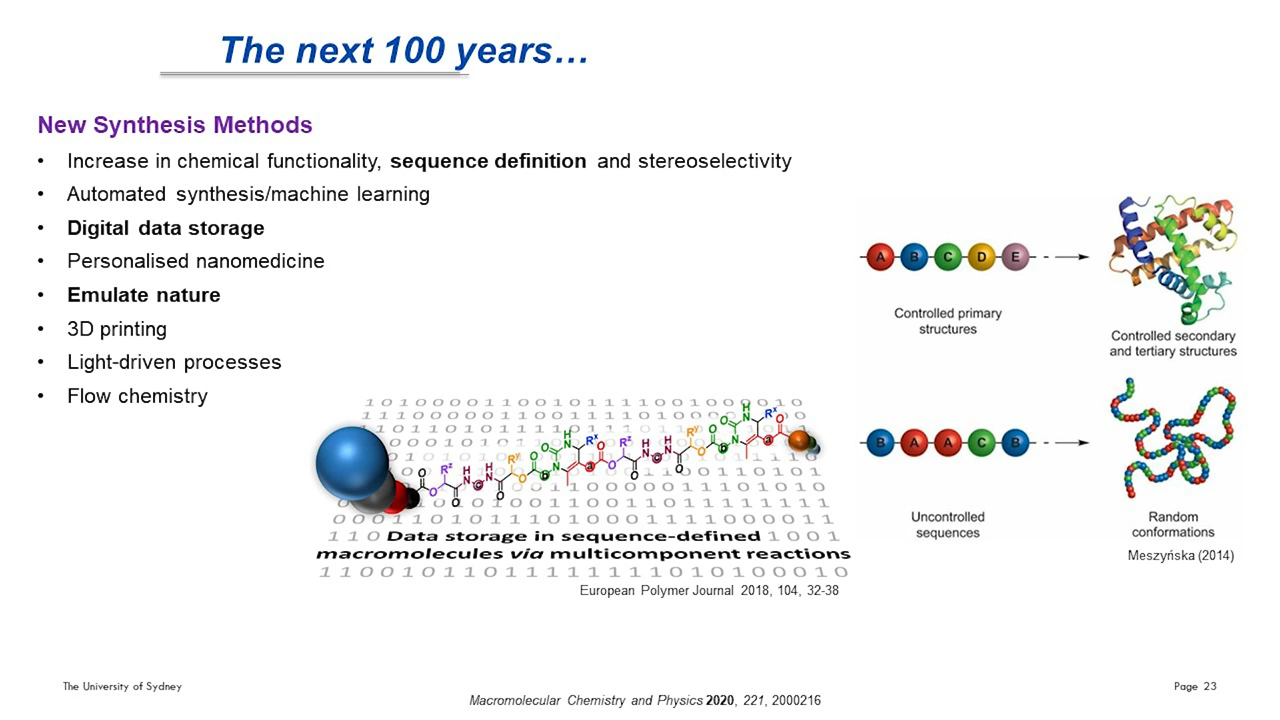 The next 100 years…
New Synthesis Methods
• Increase in chemical functionality, sequence definition and stereoselectivity
• Automated synthesis/machine learning
• Digital data storage
• Personalised nanomedicine
• Emulate nature
• 3D printing
• Light-driven processes
• Flow chemistry
A B C D E
Controlled primary
structures
Controlled secondary
and tertiary structures
B A A C B
Uncontrolled
sequences
Random
conformations
Meszyńska (2014)
Data storage in sequence-defined
macromolecules via multicomponent reactions
European Polymer Journal 2018, 104, 32-38
The University of Sydney
Macromolecular Chemistry and Physics 2020, 221, 2000216
Page 23